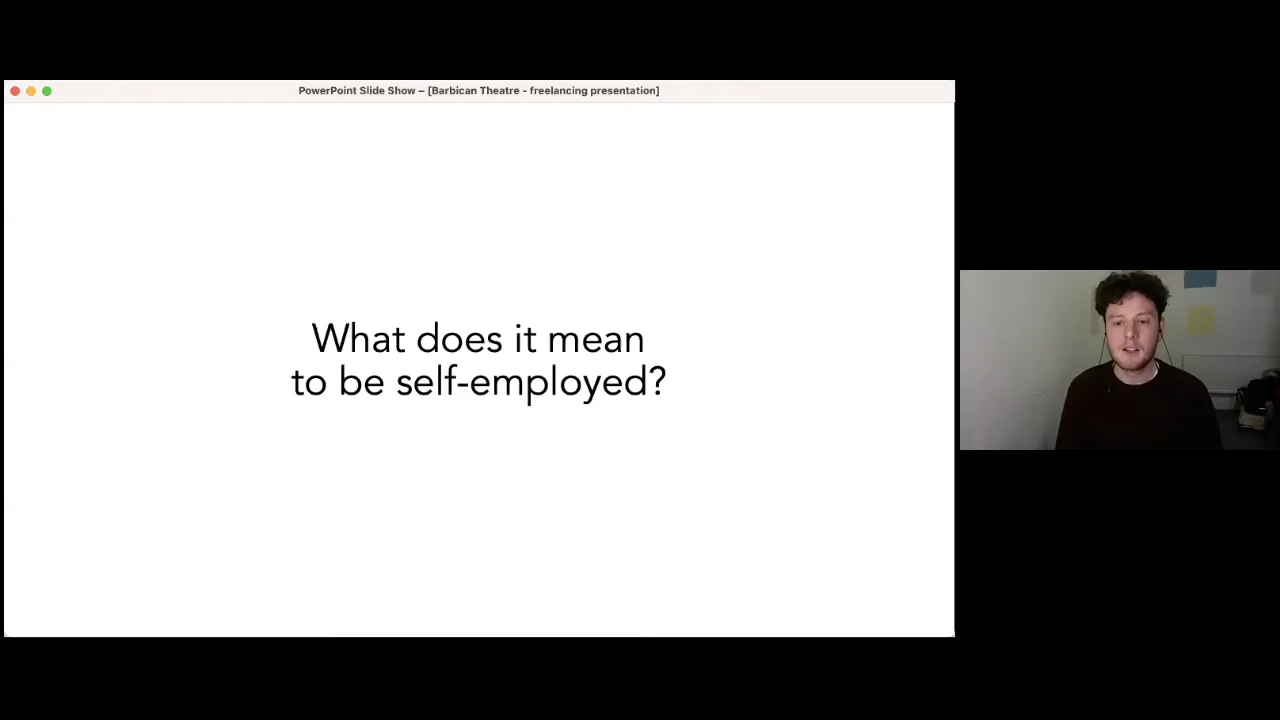 PowerPoint Slide Show – [Barbican Theatre - freelancing presentation]
What does it mean
to be self-employed?